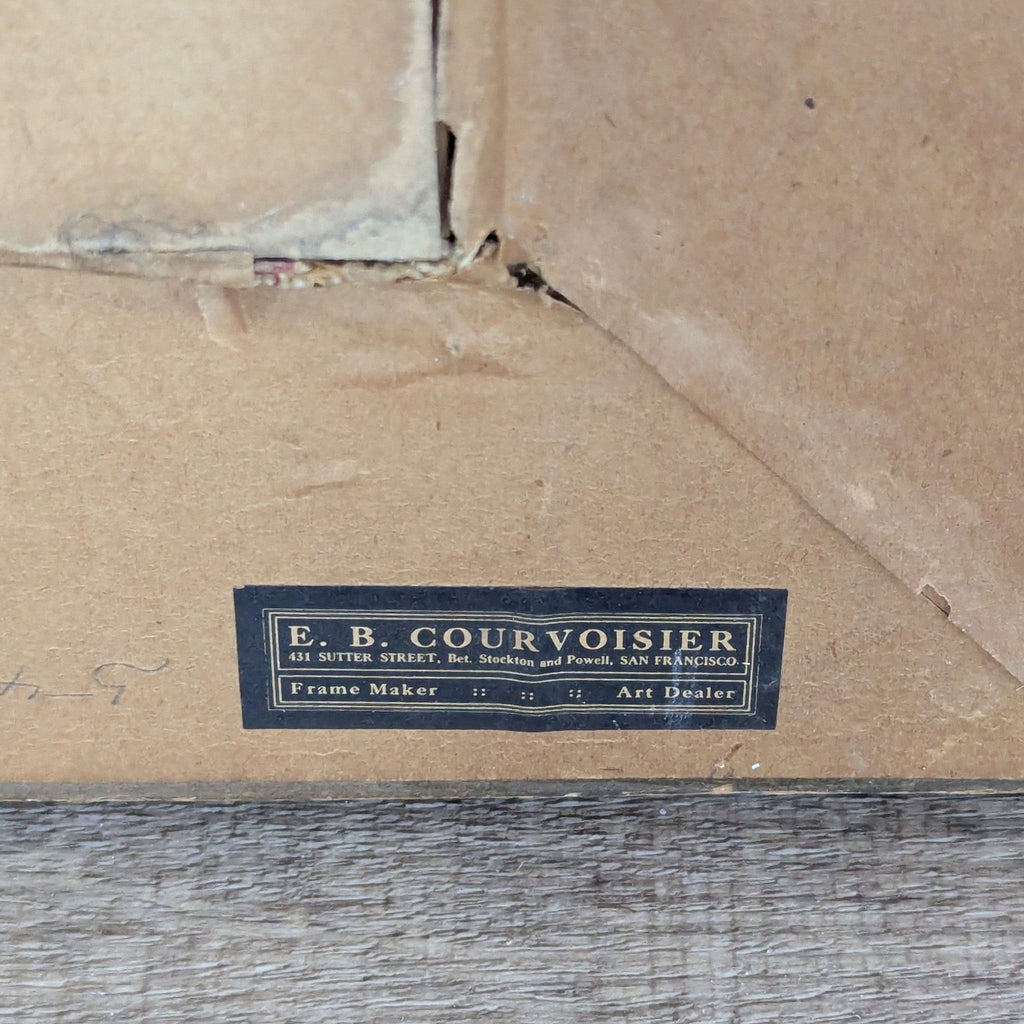 E. B. COURVOISIER
431 SUTTER STREET, Bet. Stockton and Powell, SAN FRANCISCO
Frame Maker :: :: :: Art Dealer